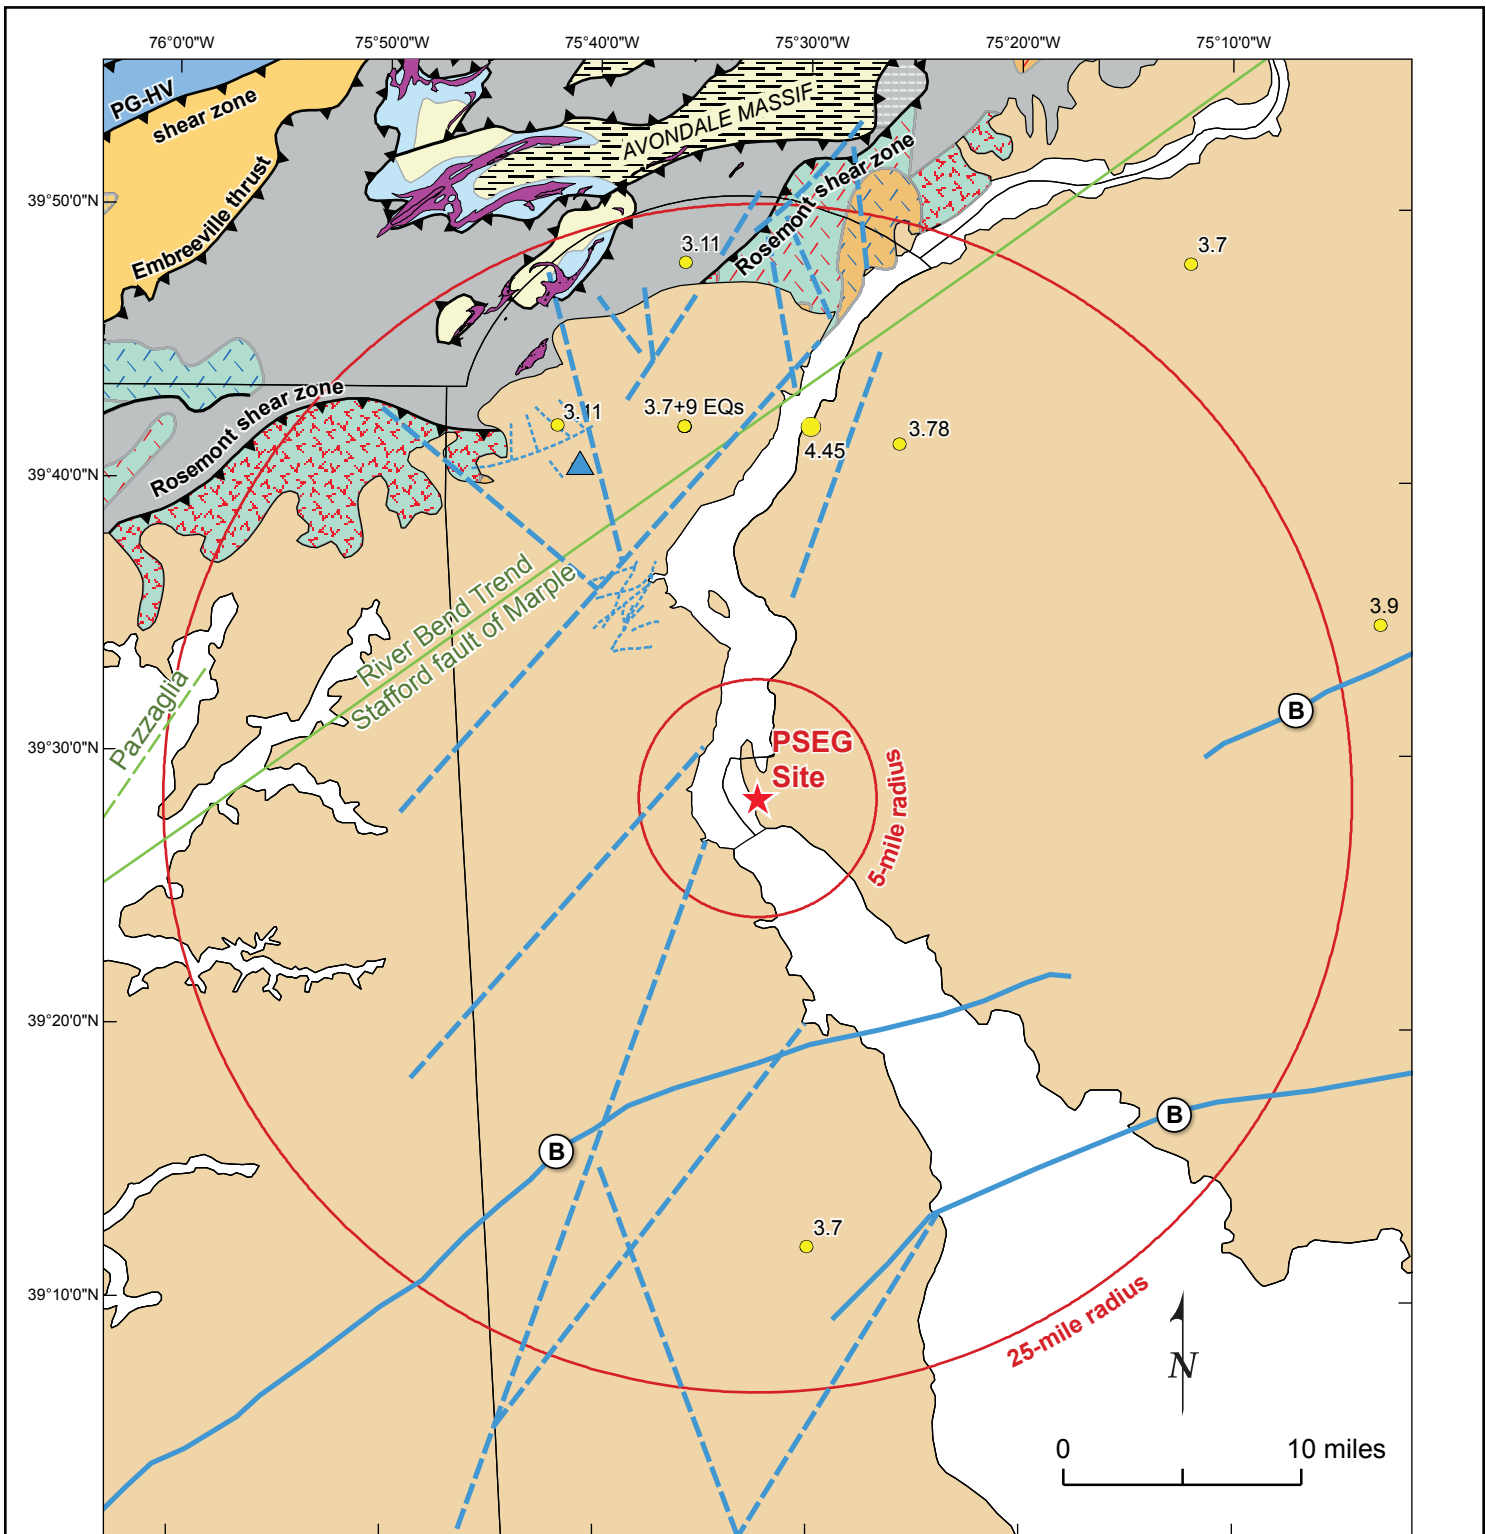 76°0'0"W 75°50'0"W 75°40'0"W 75°30'0"W 75°20'0"W 75°10'0"W
PG-HV
shear zone
AVONDALE MASSIF
Embreeville thrust
Rosemont shear zone
39°50'0"N
3.11
3.7
Rosemont shear zone
3.11
3.7+9 EQs
4.45
3.78
39°40'0"N
River Bend Trend
Stafford fault of Marple
3.9
Pazzaglia
39°30'0"N
B
PSEG
Site
5-mile radius
39°20'0"N
B
B
3.7
39°10'0"N
25-mile radius
N
0 10 miles